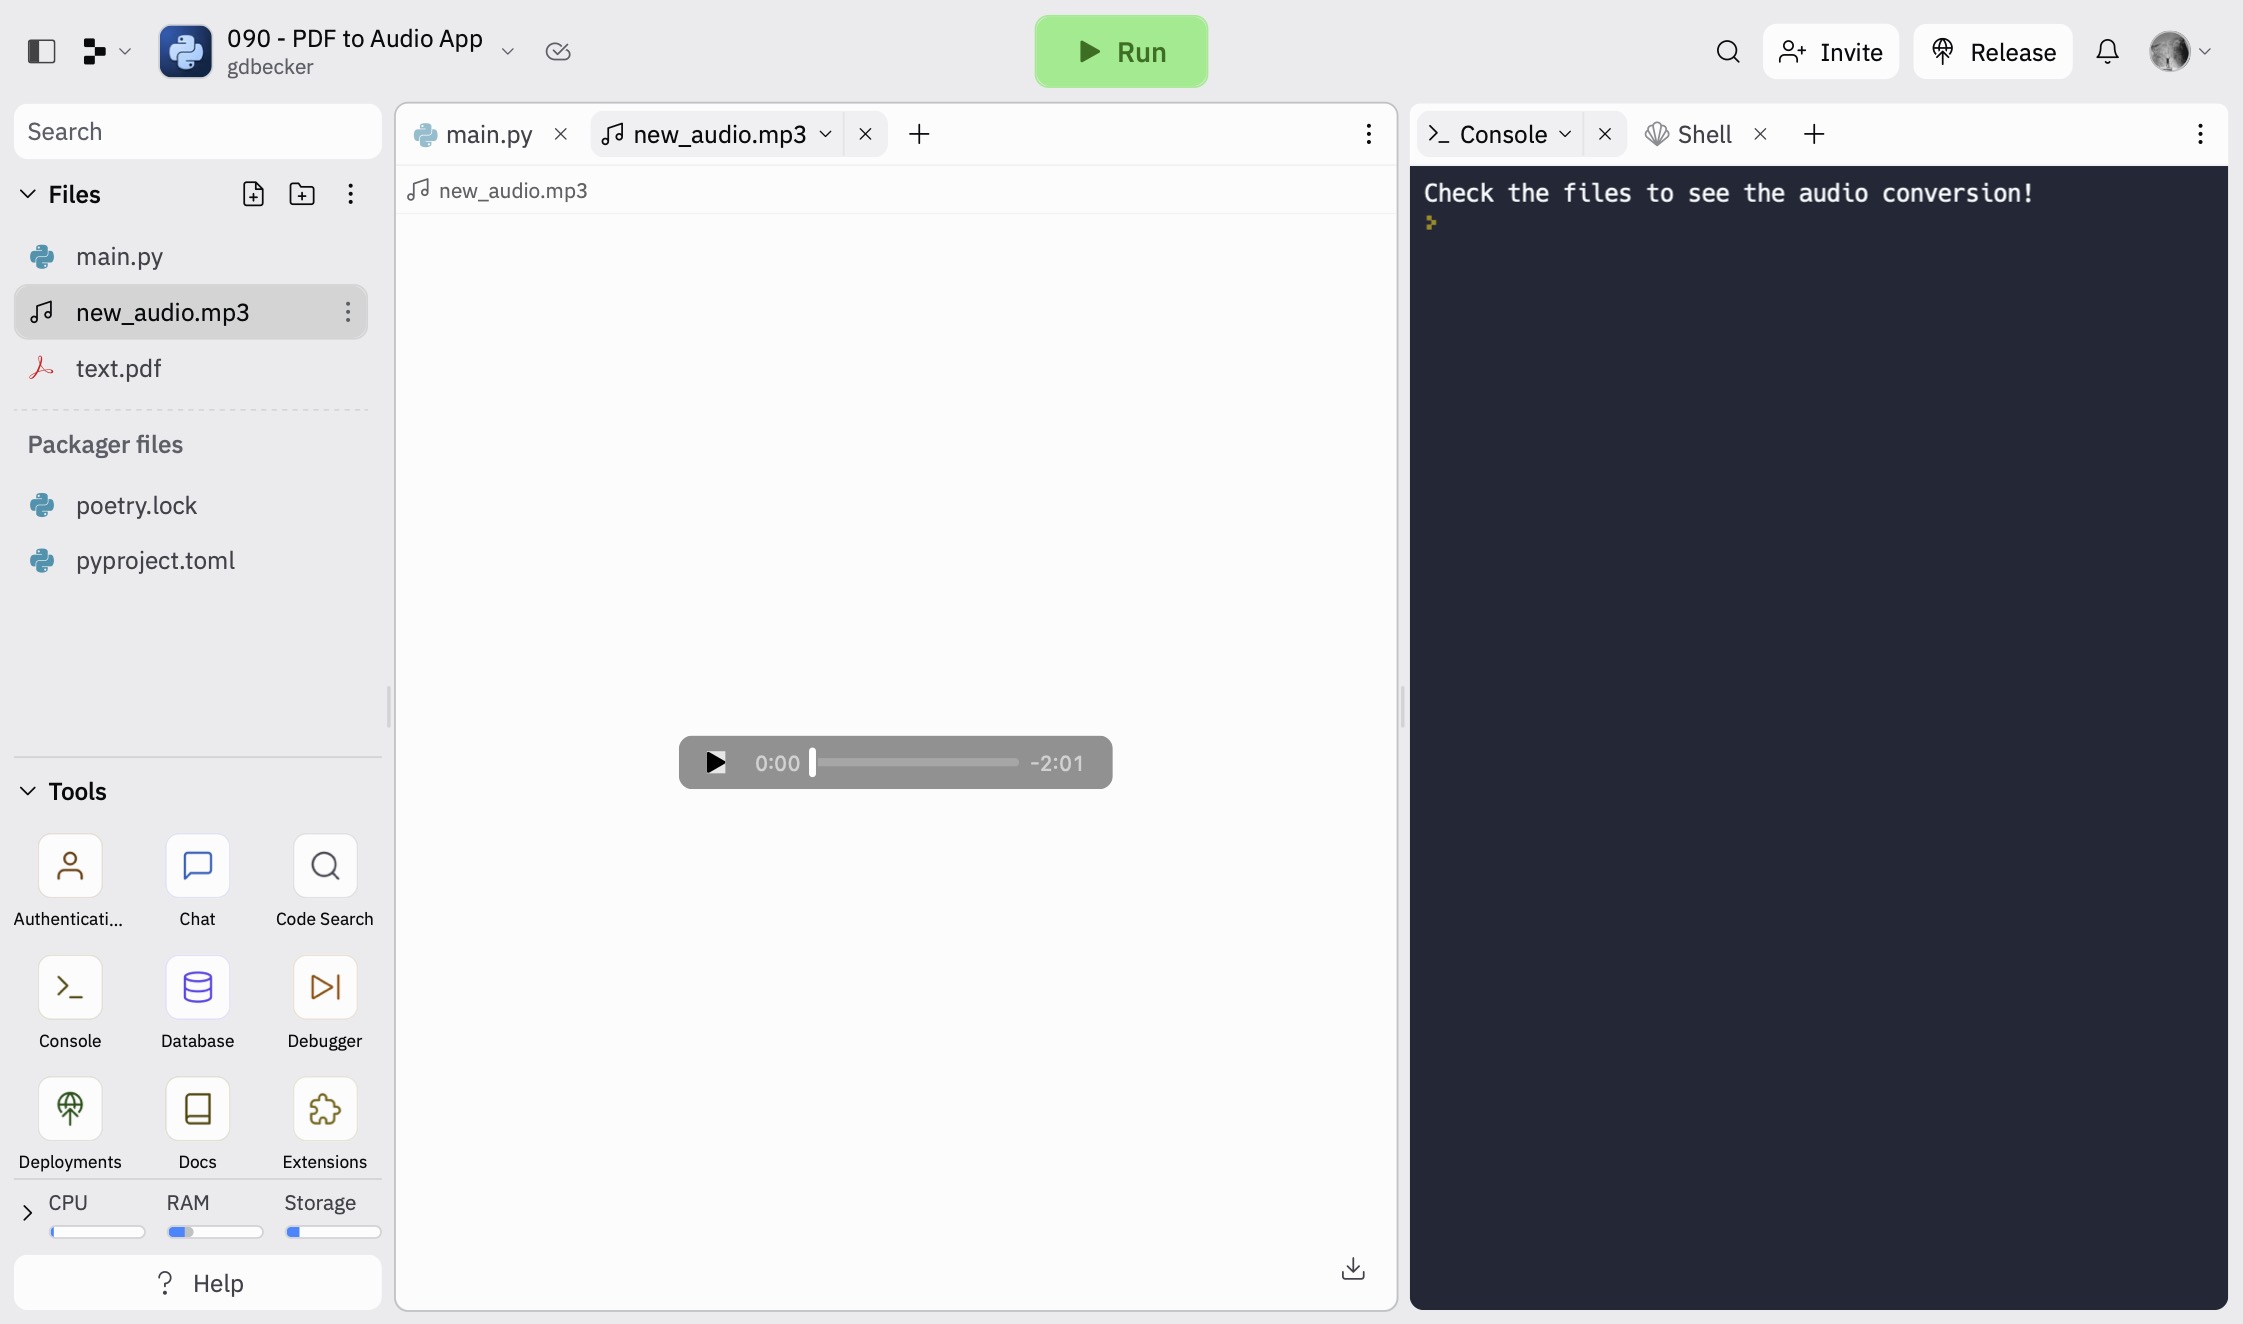 090 - PDF to Audio App
gdbecker
Run
Invite
Release
Search
Files
main.py
new_audio.mp3
text.pdf
Packager files
poetry.lock
pyproject.toml
Tools
Authenticati...
Chat
Code Search
Console
Database
Debugger
Deployments
Docs
Extensions
CPU
RAM
Storage
? Help
main.py
new_audio.mp3
new_audio.mp3
0:00
-2:01
Console
Shell
Check the files to see the audio conversion!